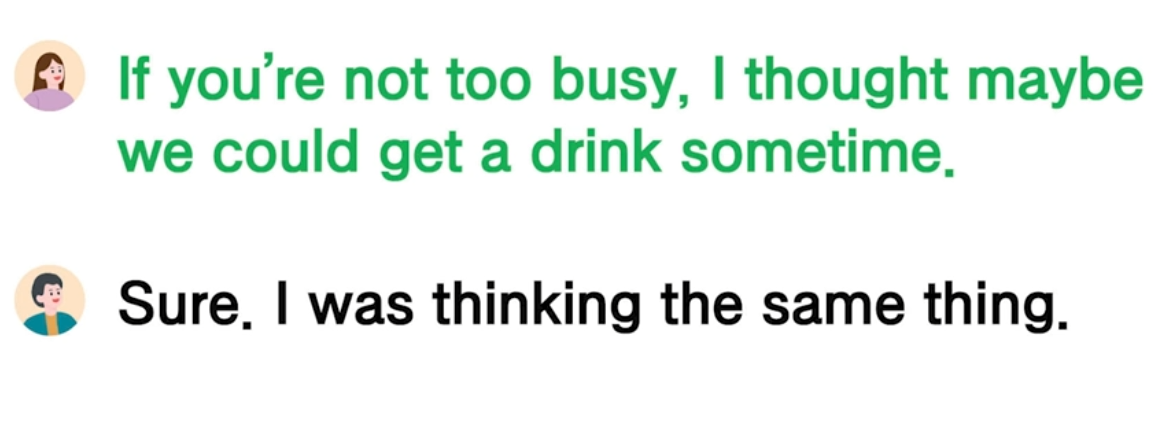 If you’re not too busy, I thought maybe
we could get a drink sometime.
Sure. I was thinking the same thing.